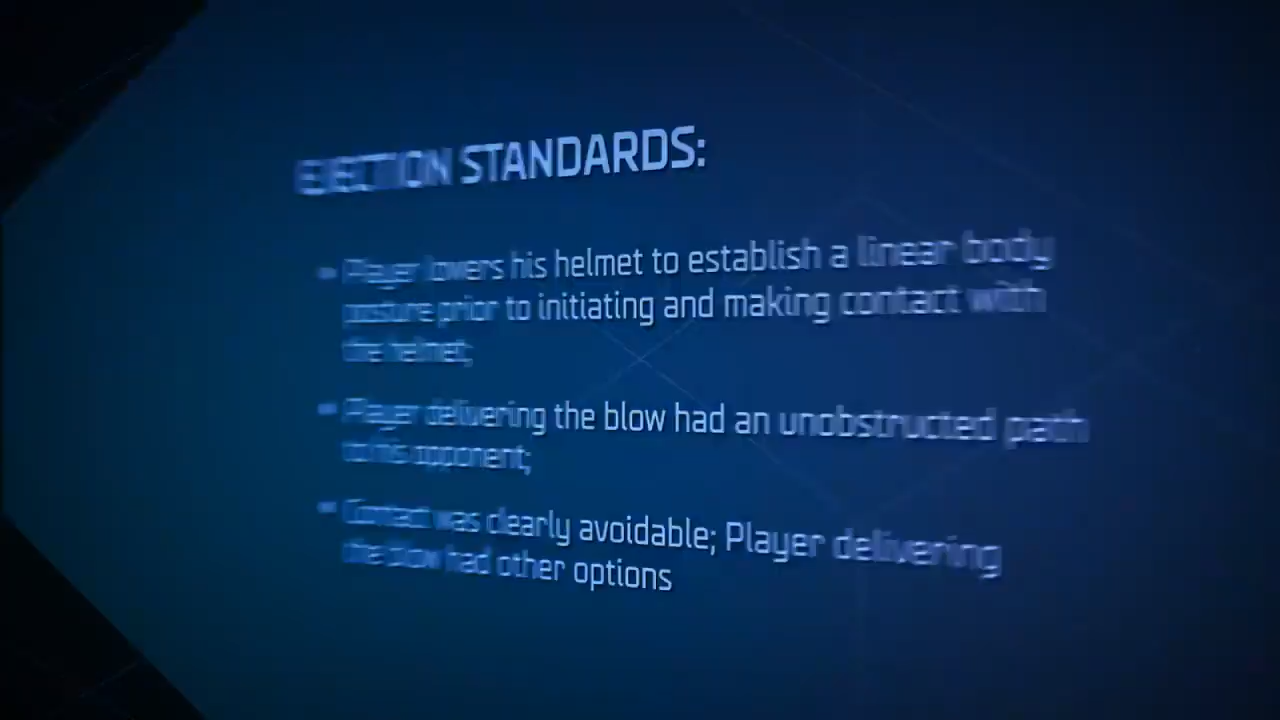 EJECTION STANDARDS:
- Player lowers his helmet to establish a linear body
posture prior to initiating and making contact with
the helmet;
- Player delivering the blow had an unobstructed path
to his opponent;
- Contact was clearly avoidable; Player delivering
the blow had other options